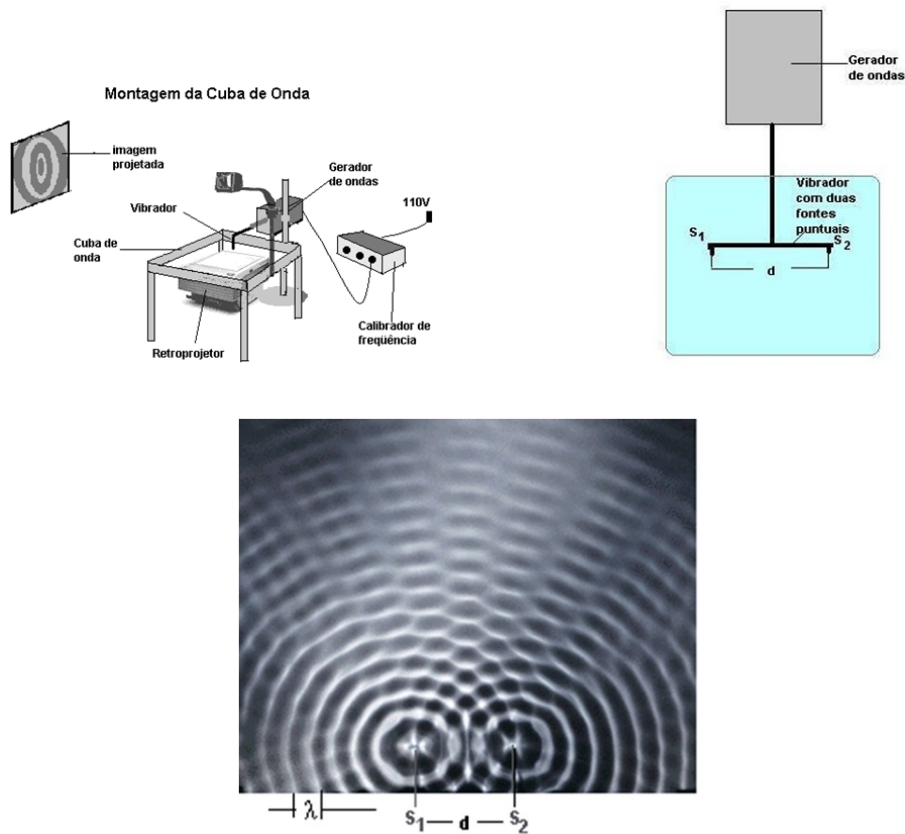 Montagem da Cuba de Onda
imagem
projetada
Gerador de
ondas
Vibrador
110V
Cuba de
onda
Calibrador de
freqüência
Retroprojetor
Gerador
de ondas
Vibrador
com duas
fontes
puntuais
S1
S2
d
λ
S1 d S2